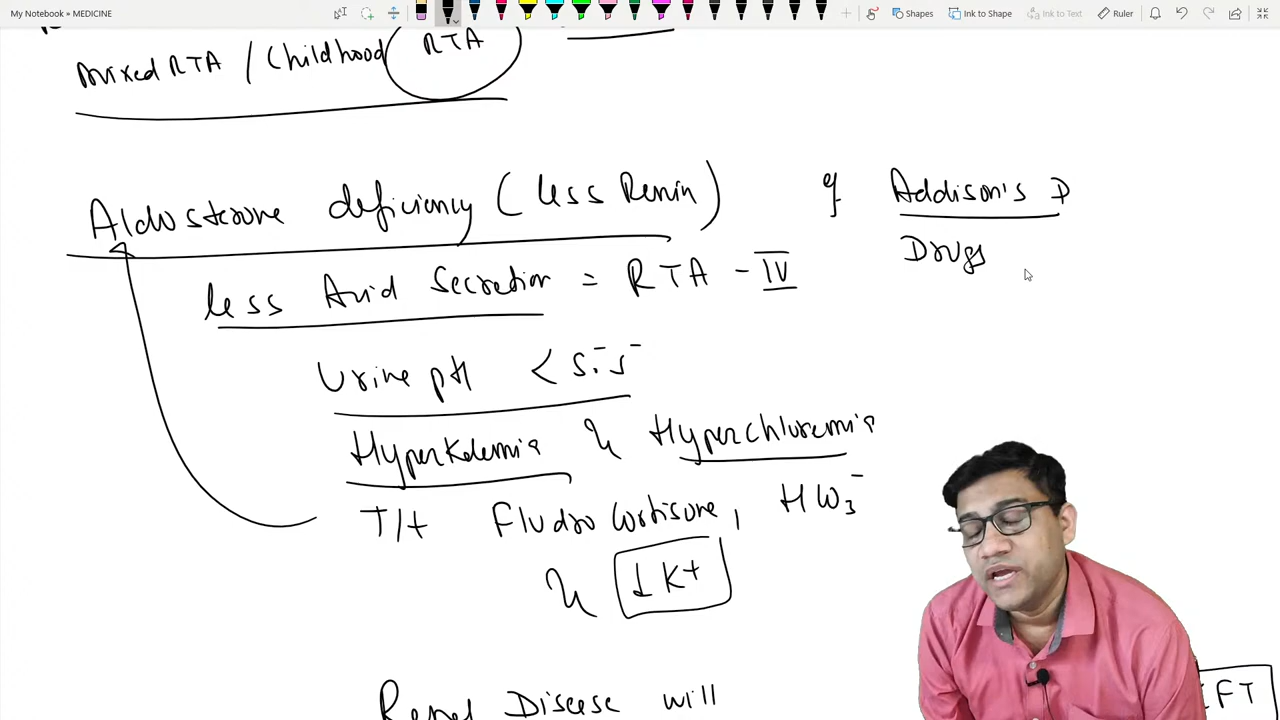 My Notebook » MEDICINE
Shapes
Ink to Shape
Ink to Text
Ruler
Mixed RTA / Childhood RTA
Aldosterone deficiency (less Renin)
Addison's D
Drugs
less Acid Secretion = RTA - IV
Urine pH < 5.5
Hyperkalemia & Hyperchloremia
T/t Fludrocortisone, HCO3-
& ↓K+
Renal Disease will